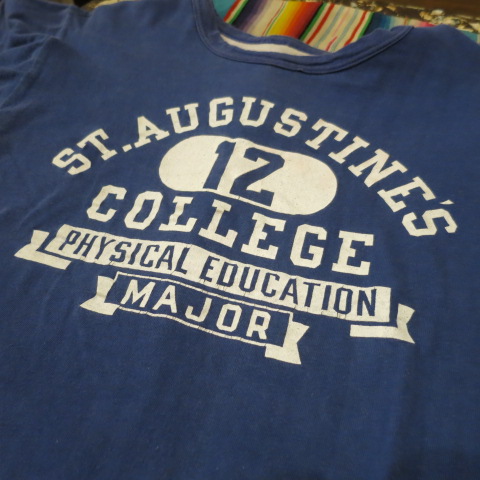 ST. AUGUSTINE'S
12
COLLEGE
PHYSICAL EDUCATION
MAJOR